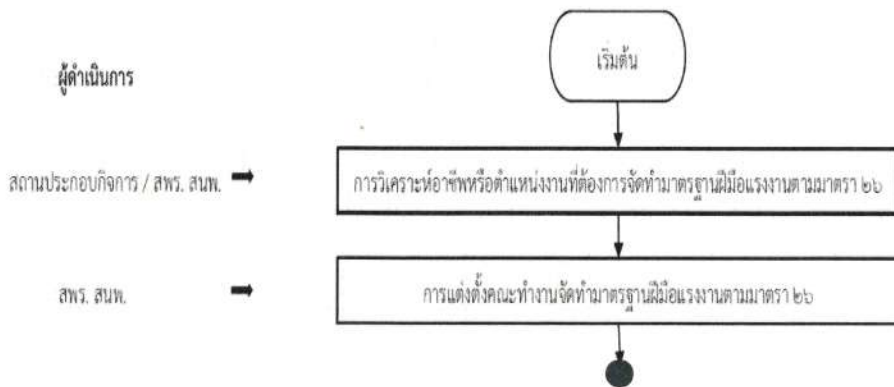 เริ่มต้น
ผู้ดำเนินการ
สถานประกอบกิจการ / สพร. สนพ.
การวิเคราะห์อาชีพหรือตำแหน่งงานที่ต้องการจัดทำมาตรฐานฝีมือแรงงานตามมาตรา ๒๖
สพร. สนพ.
การแต่งตั้งคณะทำงานจัดทำมาตรฐานฝีมือแรงงานตามมาตรา ๒๖